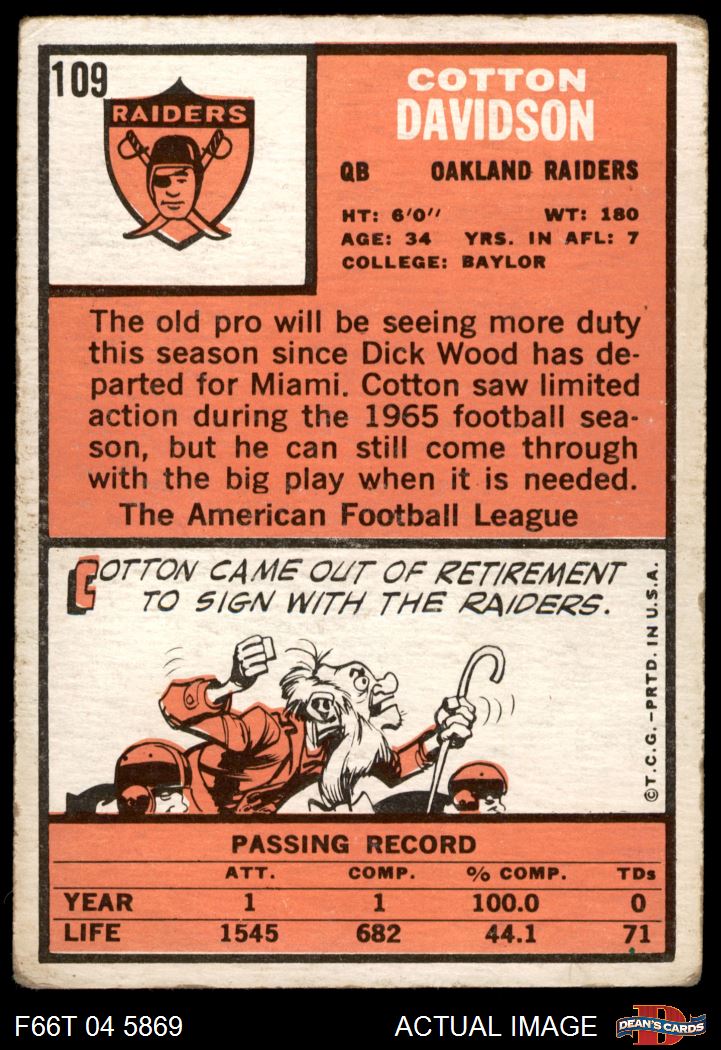 109
RAIDERS
COTTON
DAVIDSON
QB OAKLAND RAIDERS
HT: 6'0" WT: 180
AGE: 34 YRS. IN AFL: 7
COLLEGE: BAYLOR
The old pro will be seeing more duty
this season since Dick Wood has de-
parted for Miami. Cotton saw limited
action during the 1965 football sea-
son, but he can still come through
with the big play when it is needed.
The American Football League
COTTON CAME OUT OF RETIREMENT
TO SIGN WITH THE RAIDERS.
©T.C.G.-PRTD. IN U.S.A.
PASSING RECORD
ATT. COMP. % COMP. TDs
YEAR 1 1 100.0 0
LIFE 1545 682 44.1 71
F66T 04 5869 ACTUAL IMAGE
DEAN'S CARDS